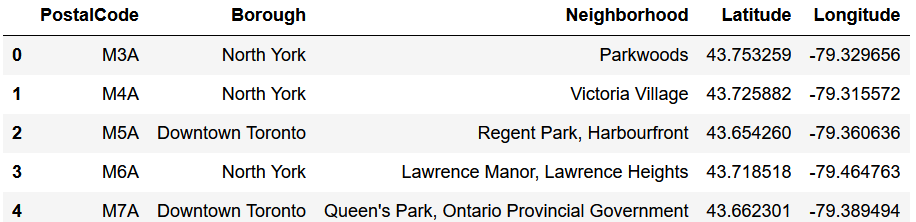 PostalCode Borough Neighborhood Latitude Longitude
0 M3A North York Parkwoods 43.753259 -79.329656
1 M4A North York Victoria Village 43.725882 -79.315572
2 M5A Downtown Toronto Regent Park, Harbourfront 43.654260 -79.360636
3 M6A North York Lawrence Manor, Lawrence Heights 43.718518 -79.464763
4 M7A Downtown Toronto Queen's Park, Ontario Provincial Government 43.662301 -79.389494